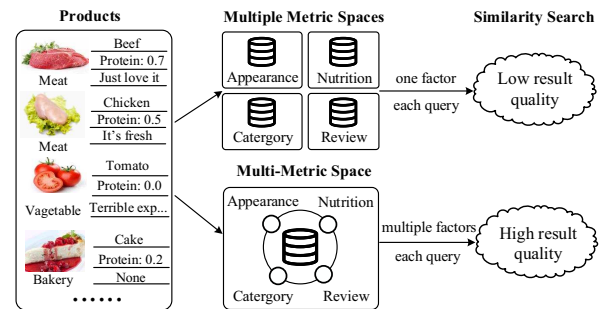 Products
Beef
Protein: 0.7
Just love it
Meat
Chicken
Protein: 0.5
It's fresh
Meat
Tomato
Protein: 0.0
Terrible exp...
Vagetable
Cake
Protein: 0.2
None
Bakery
......
Multiple Metric Spaces
Appearance
Nutrition
Catergory
Review
Multi-Metric Space
Appearance
Nutrition
Catergory
Review
one factor
each query
multiple factors
each query
Similarity Search
Low result
quality
High result
quality